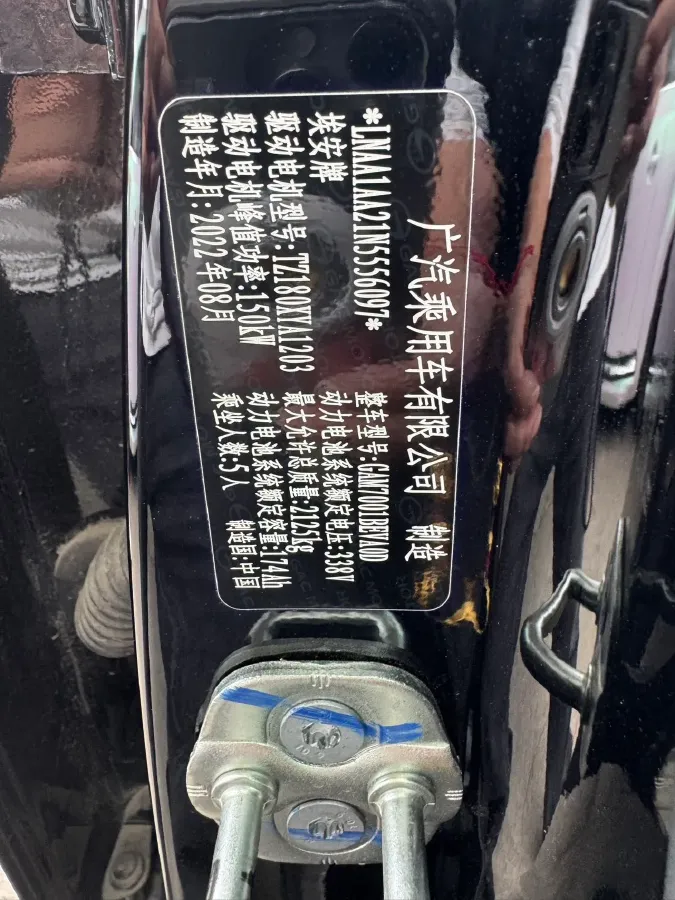 广汽乘用车有限公司 制造
*LNAA1AA21N5556097*
整车型号:GAM7001BEVA0D
埃安牌
动力电池系统额定电压:338V
驱动电机型号:TZ180XYA1203
最大允许总质量:2125kg
驱动电机峰值功率:150kW
动力电池系统额定容量:174Ah
制造年月: 2022 年08月
乘坐人数:5人
制造国:中国